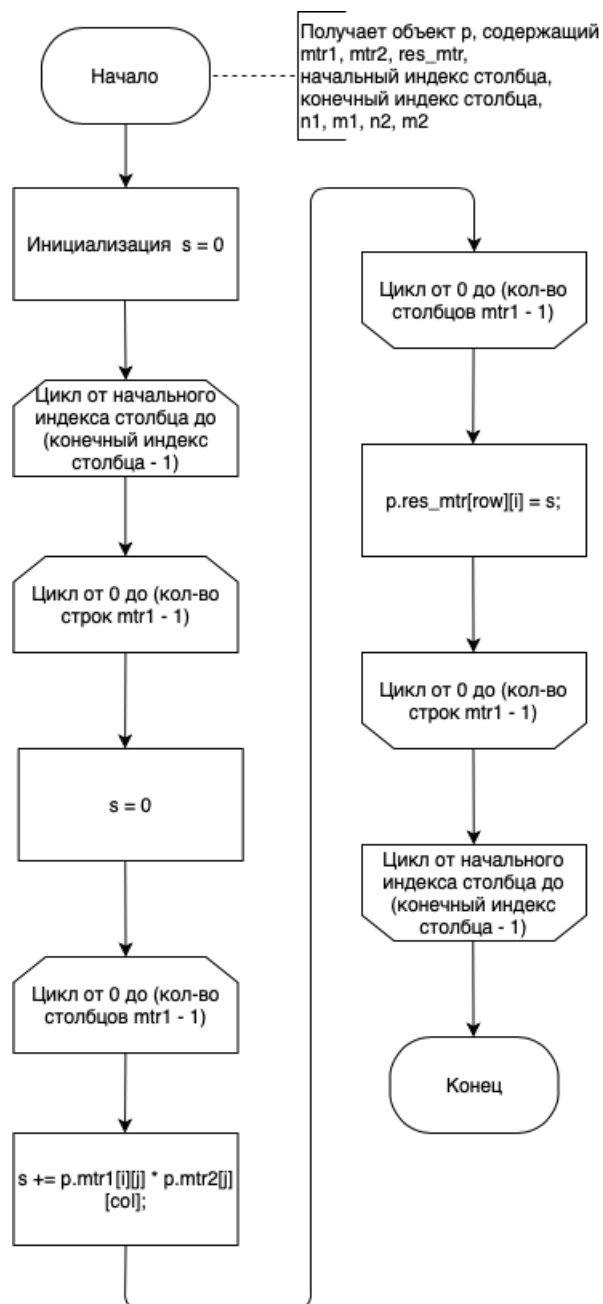 Начало
Получает объект p, содержащий
mtr1, mtr2, res_mtr,
начальный индекс столбца,
конечный индекс столбца,
n1, m1, n2, m2
Инициализация s = 0
Цикл от начального
индекса столбца до
(конечный индекс
столбца - 1)
Цикл от 0 до (кол-во
строк mtr1 - 1)
s = 0
Цикл от 0 до (кол-во
столбцов mtr1 - 1)
s += p.mtr1[i][j] * p.mtr2[j]
[col];
Цикл от 0 до (кол-во
столбцов mtr1 - 1)
p.res_mtr[row][i] = s;
Цикл от 0 до (кол-во
строк mtr1 - 1)
Цикл от начального
индекса столбца до
(конечный индекс
столбца - 1)
Конец